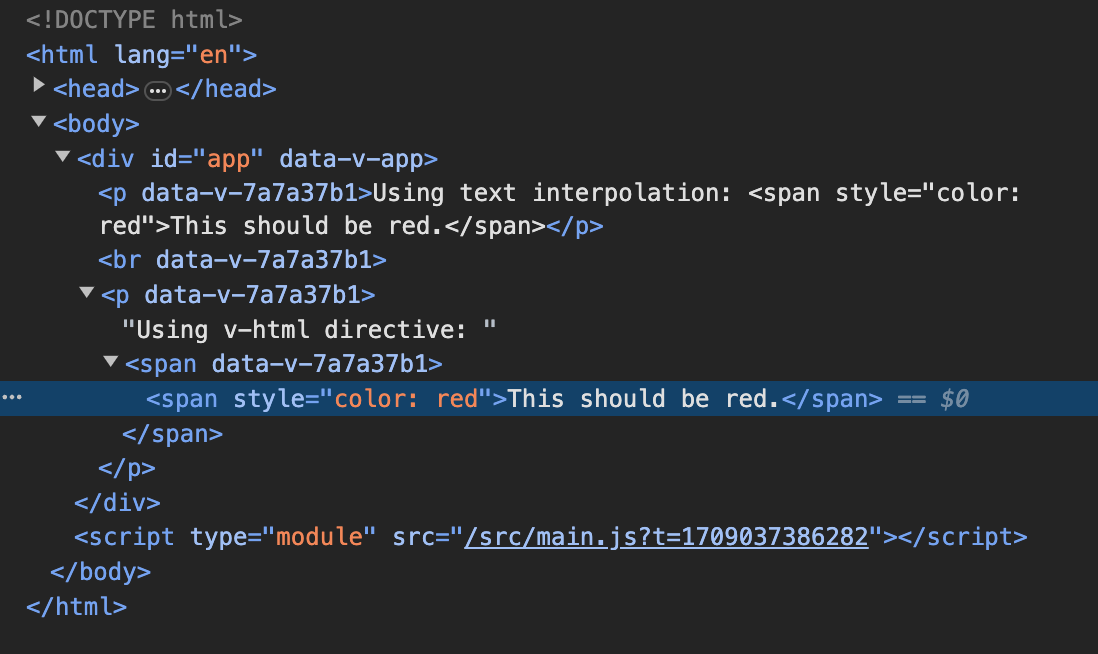 <!DOCTYPE html>
<html lang="en">
<head>…</head>
<body>
<div id="app" data-v-app>
<p data-v-7a7a37b1>Using text interpolation: <span style="color:
red">This should be red.</span></p>
<br data-v-7a7a37b1>
<p data-v-7a7a37b1>
"Using v-html directive: "
<span data-v-7a7a37b1>
<span style="color: red">This should be red.</span> == $0
</span>
</p>
</div>
<script type="module" src="/src/main.js?t=1709037386282"></script>
</body>
</html>